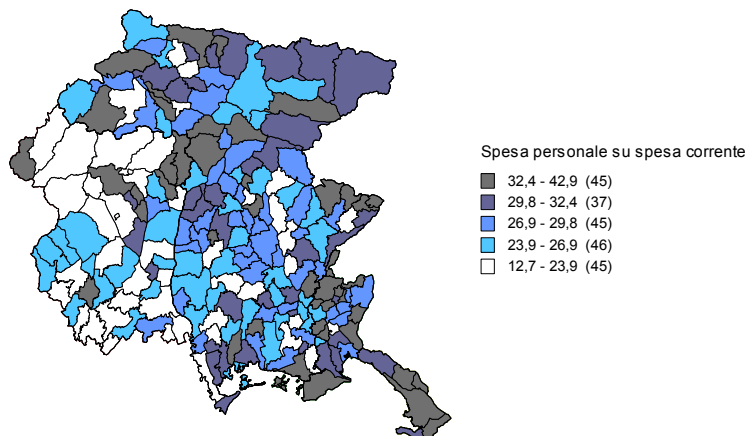 Spesa personale su spesa corrente
32,4 - 42,9 (45)
29,8 - 32,4 (37)
26,9 - 29,8 (45)
23,9 - 26,9 (46)
12,7 - 23,9 (45)